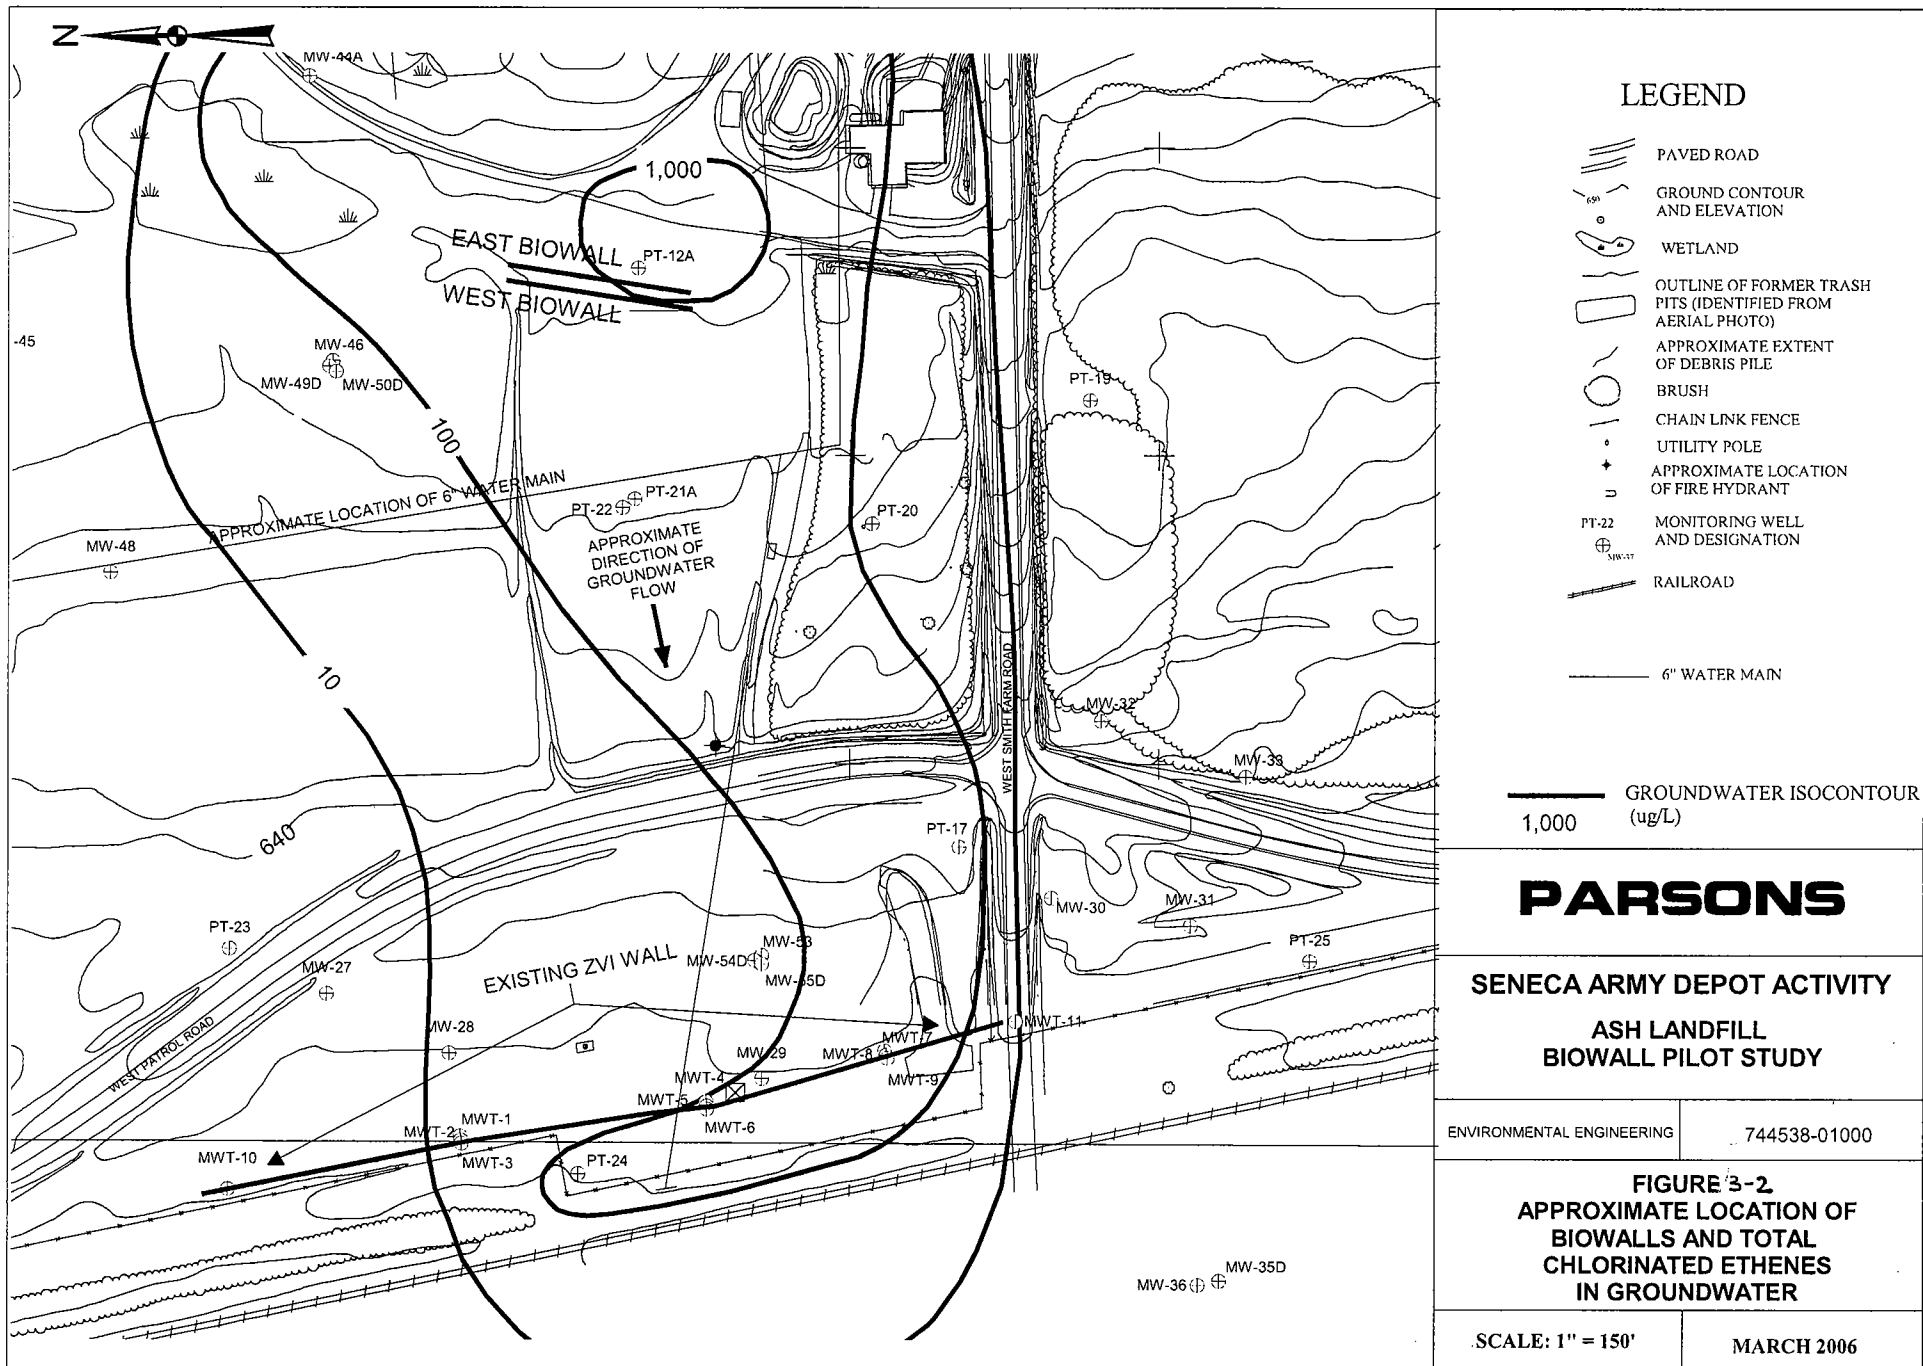 N
MW-44A
1,000
EAST BIOWALL
PT-12A
WEST BIOWALL
-45
MW-46
MW-49D
MW-50D
100
PT-19
APPROXIMATE LOCATION OF 6" WATER MAIN
PT-21A
PT-22
PT-20
MW-48
APPROXIMATE
DIRECTION OF
GROUNDWATER
FLOW
10
WEST SMITH FARM ROAD
MW-32
MW-33
640
PT-17
MW-30
MW-31
PT-23
PT-25
MW-27
EXISTING ZVI WALL
MW-53
MW-54D
MW-55D
WEST PATROL ROAD
MW-28
MWT-11
MWT-7
MWT-8
MWT-9
MW-29
MWT-4
MWT-5
MWT-6
MWT-1
MWT-2
MWT-3
MWT-10
PT-24
MW-36
MW-35D
LEGEND
PAVED ROAD
650
GROUND CONTOUR
AND ELEVATION
WETLAND
OUTLINE OF FORMER TRASH
PITS (IDENTIFIED FROM
AERIAL PHOTO)
APPROXIMATE EXTENT
OF DEBRIS PILE
BRUSH
CHAIN LINK FENCE
UTILITY POLE
APPROXIMATE LOCATION
OF FIRE HYDRANT
PT-22
MW-37
MONITORING WELL
AND DESIGNATION
RAILROAD
6" WATER MAIN
GROUNDWATER ISOCONTOUR
1,000
(ug/L)
PARSONS
SENECA ARMY DEPOT ACTIVITY
ASH LANDFILL
BIOWALL PILOT STUDY
ENVIRONMENTAL ENGINEERING
744538-01000
FIGURE 3-2
APPROXIMATE LOCATION OF
BIOWALLS AND TOTAL
CHLORINATED ETHENES
IN GROUNDWATER
SCALE: 1" = 150'
MARCH 2006